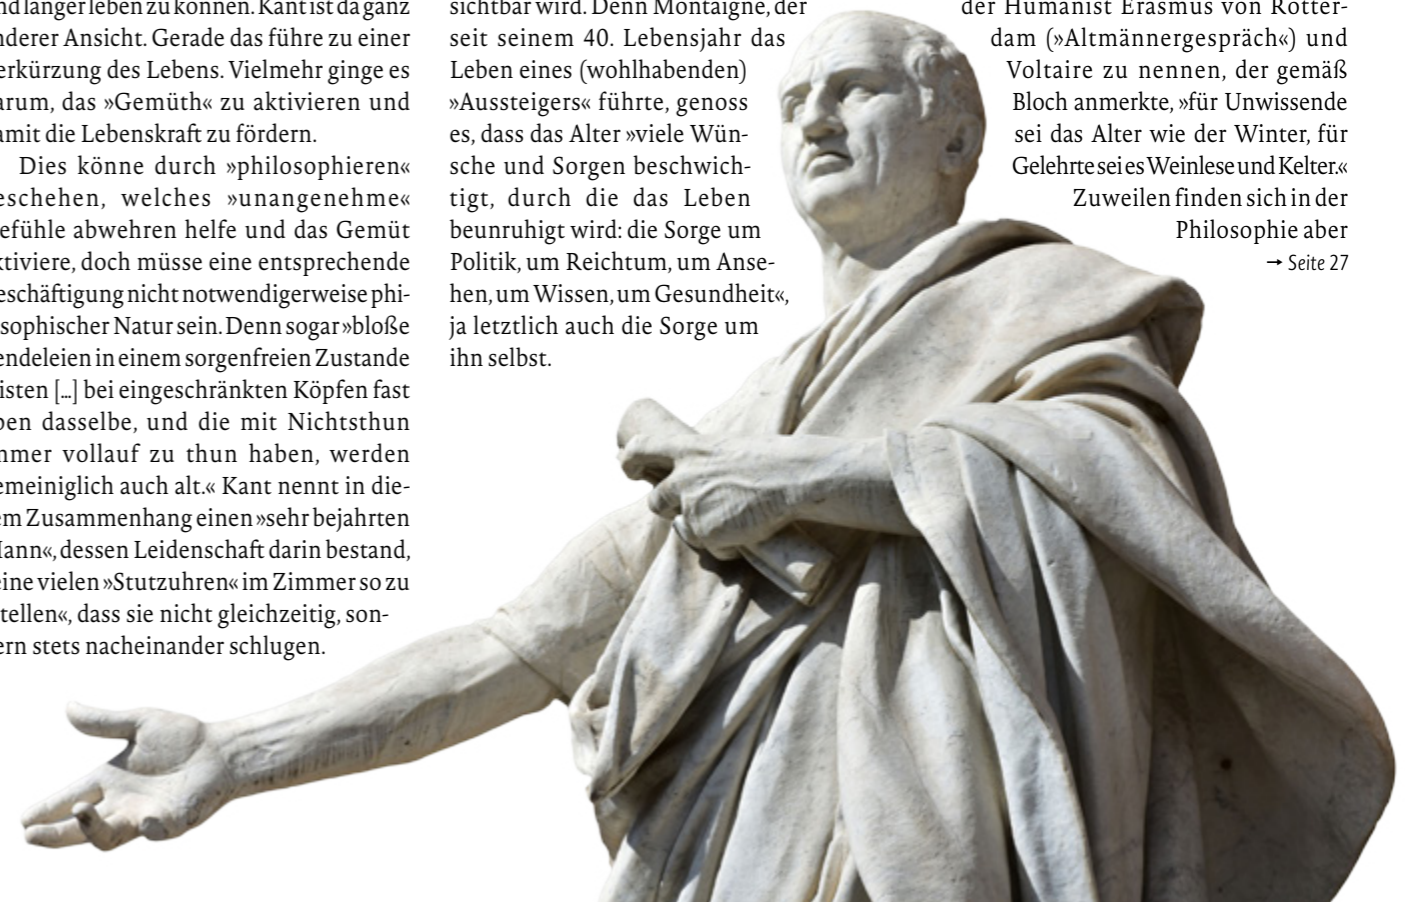 nd länger leben zu können. Kant ist da ganz
nderer Ansicht. Gerade das führe zu einer
erkürzung des Lebens. Vielmehr ginge es
arum, das »Gemüth« zu aktivieren und
amit die Lebenskraft zu fördern.
Dies könne durch »philosophieren«
eschehen, welches »unangenehme«
efühle abwehren helfe und das Gemüt
ktiviere, doch müsse eine entsprechende
eschäftigung nicht notwendigerweise phi-
sophischer Natur sein. Denn sogar »bloße
endeleien in einem sorgenfreien Zustande
isten […] bei eingeschränkten Köpfen fast
ben dasselbe, und die mit Nichtsthun
mmer vollauf zu thun haben, werden
emeiniglich auch alt.« Kant nennt in die-
em Zusammenhang einen »sehr bejahrten
Mann«, dessen Leidenschaft darin bestand,
eine vielen »Stutzuhren« im Zimmer so zu
tellen«, dass sie nicht gleichzeitig, son-
ern stets nacheinander schlugen.
sichtbar wird. Denn Montaigne, der
seit seinem 40. Lebensjahr das
Leben eines (wohlhabenden)
»Aussteigers« führte, genoss
es, dass das Alter »viele Wün-
sche und Sorgen beschwich-
tigt, durch die das Leben
beunruhigt wird: die Sorge um
Politik, um Reichtum, um Anse-
hen, um Wissen, um Gesundheit«,
ja letztlich auch die Sorge um
ihn selbst.
der Humanist Erasmus von Rotter-
dam (»Altmännergespräch«) und
Voltaire zu nennen, der gemäß
Bloch anmerkte, »für Unwissende
sei das Alter wie der Winter, für
Gelehrte sei es Weinlese und Kelter.«
Zuweilen finden sich in der
Philosophie aber
→ Seite 27